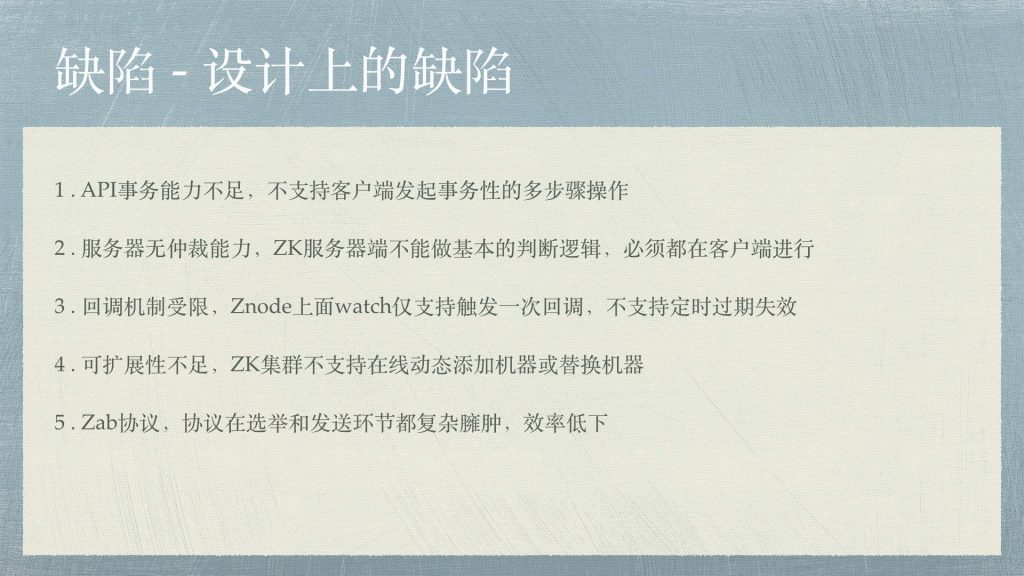 缺陷 - 设计上的缺陷
1 . API事务能力不足，不支持客户端发起事务性的多步骤操作
2 . 服务器无仲裁能力，ZK服务器端不能做基本的判断逻辑，必须都在客户端进行
3 . 回调机制受限，Znode上面watch仅支持触发一次回调，不支持定时过期失效
4 . 可扩展性不足，ZK集群不支持在线动态添加机器或替换机器
5 . Zab协议，协议在选举和发送环节都复杂臃肿，效率低下